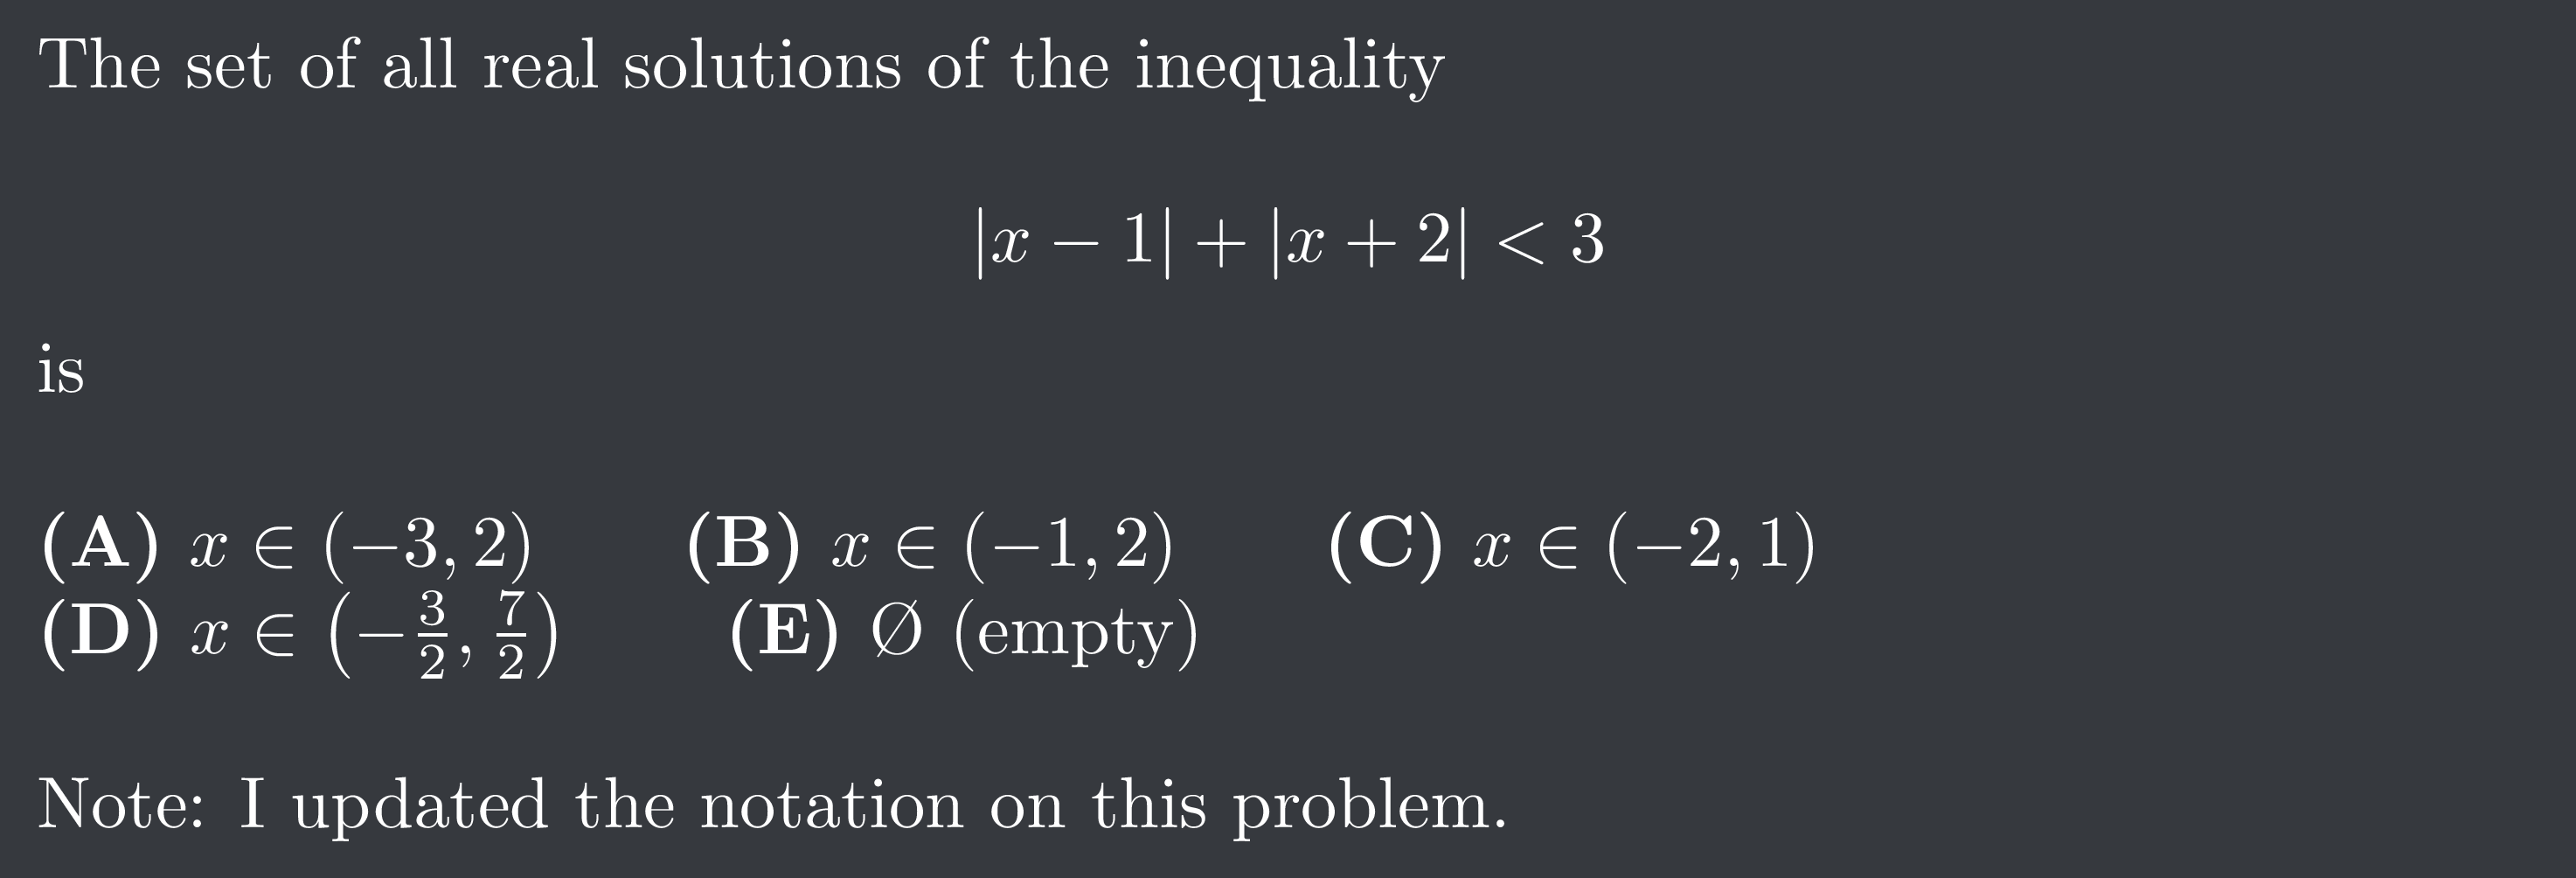 The set of all real solutions of the inequality
|x − 1| + |x + 2| < 3
is
(A) x ∈ (−3, 2) (B) x ∈ (−1, 2) (C) x ∈ (−2, 1)
(D) x ∈ (−3/2, 7/2) (E) ∅ (empty)
Note: I updated the notation on this problem.